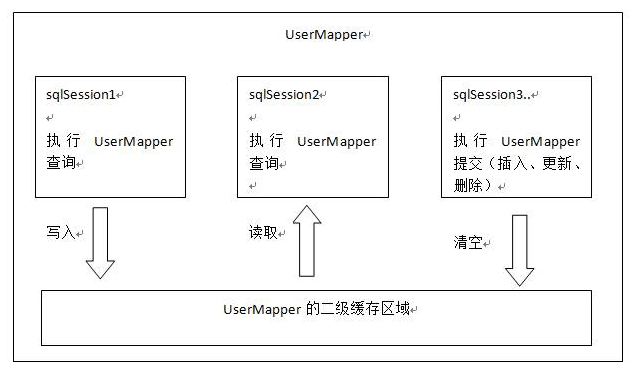 UserMapper
sqlSession1
执行 UserMapper
查询
sqlSession2
执行 UserMapper
查询
sqlSession3..
执行 UserMapper
提交（插入、更新、
删除）
写入
读取
清空
UserMapper 的二级缓存区域